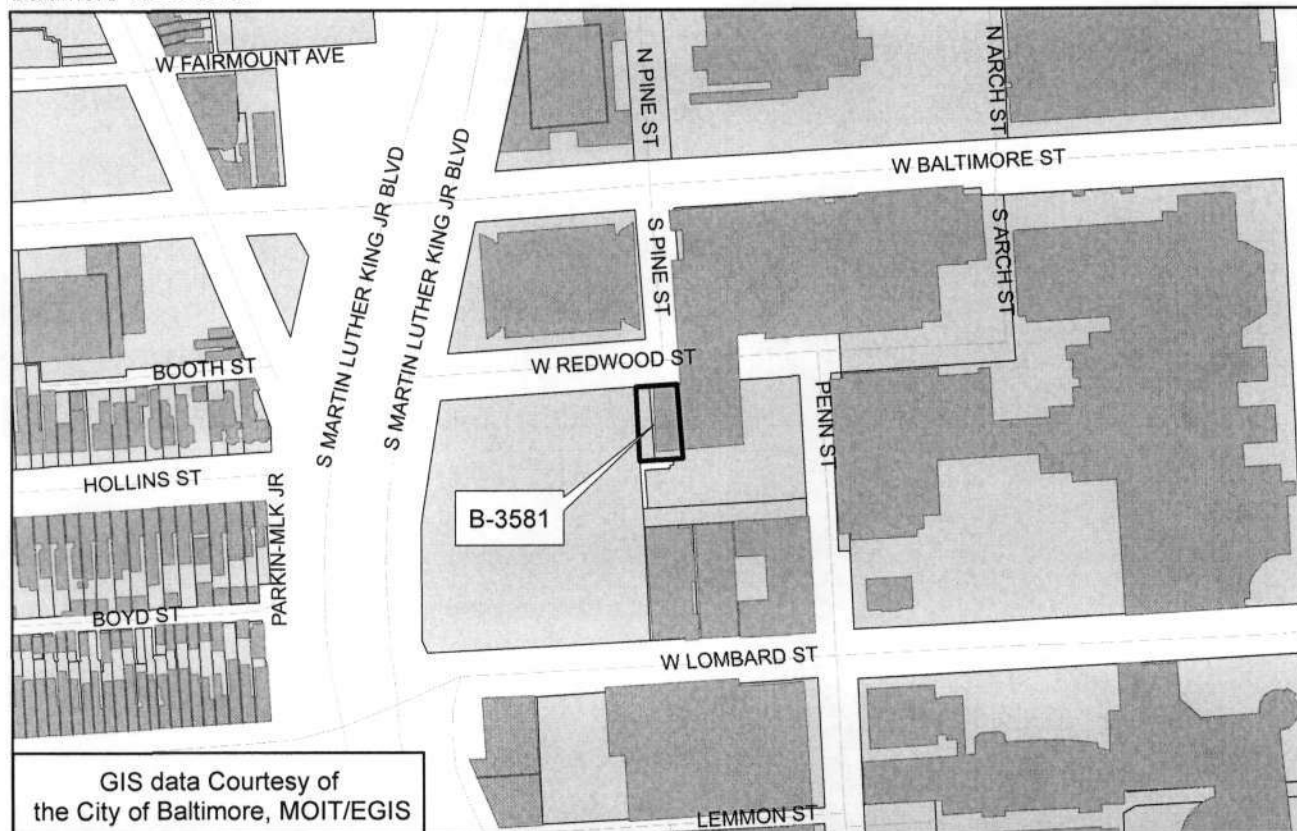 W FAIRMOUNT AVE
N PINE ST
N ARCH ST
W BALTIMORE ST
S MARTIN LUTHER KING JR BLVD
S MARTIN LUTHER KING JR BLVD
S PINE ST
S ARCH ST
W REDWOOD ST
BOOTH ST
PENN ST
HOLLINS ST
B-3581
PARKIN-MLK JR
BOYD ST
W LOMBARD ST
GIS data Courtesy of
the City of Baltimore, MOIT/EGIS
LEMMON ST